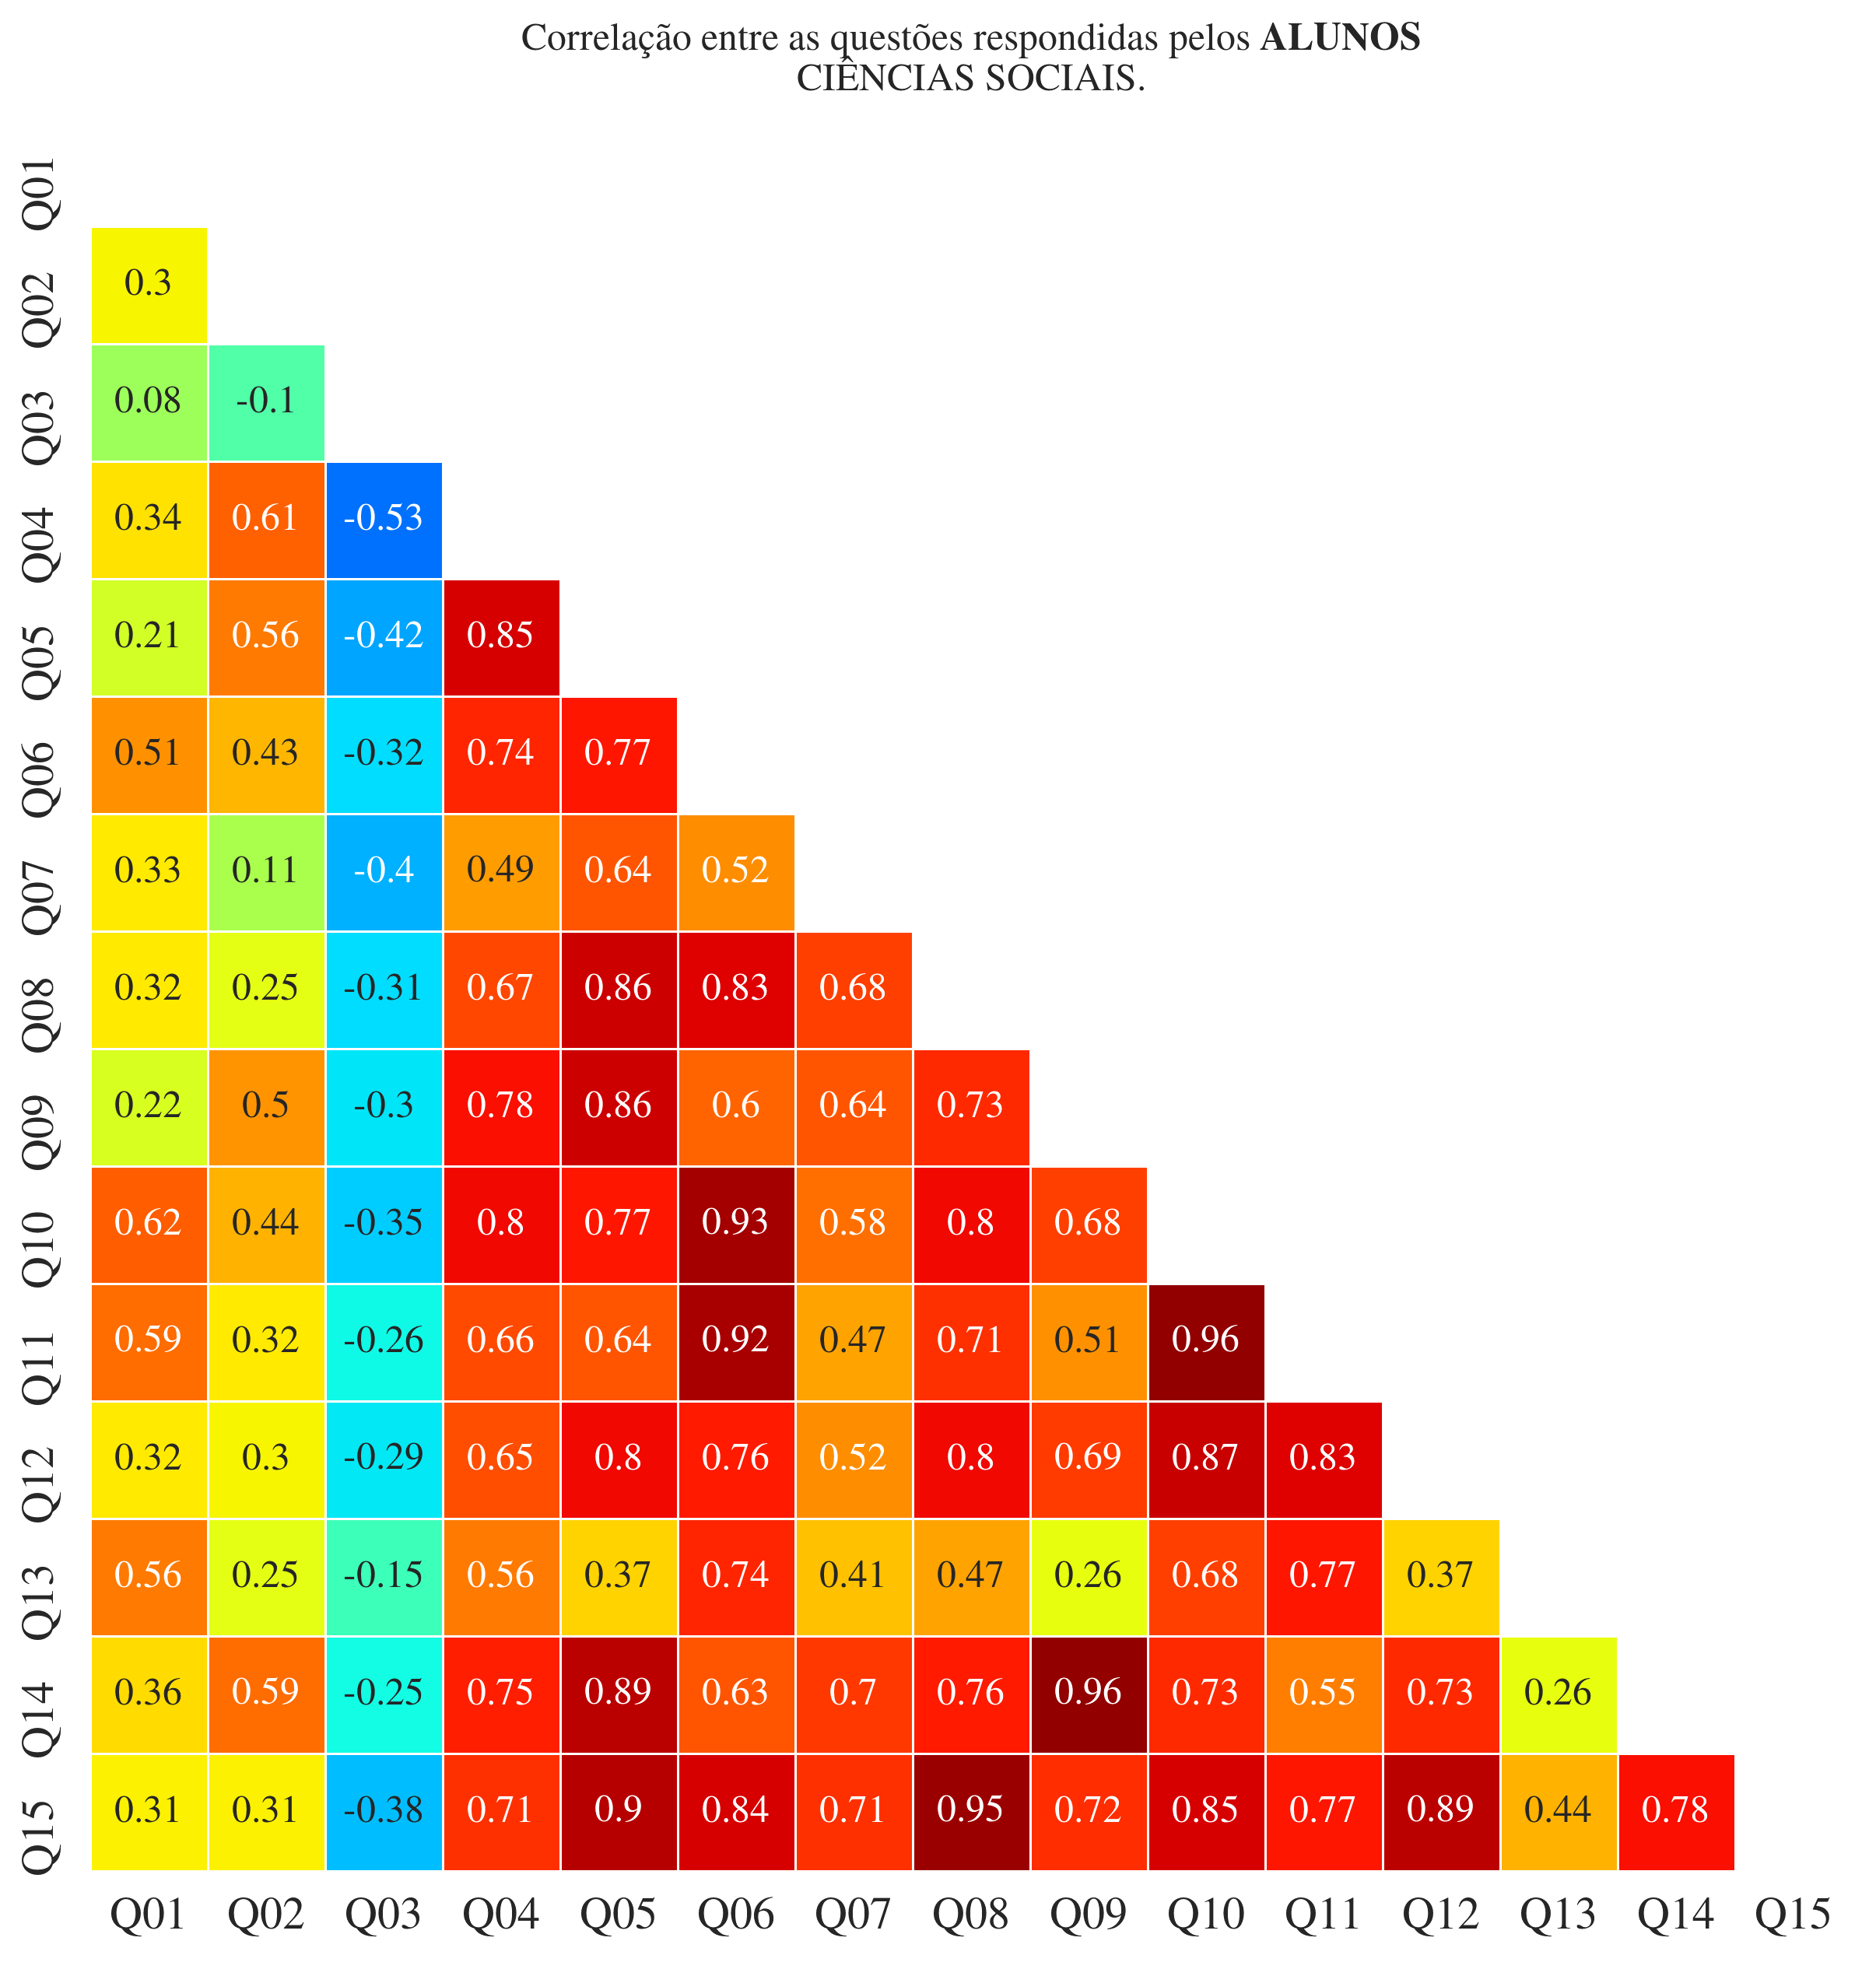 Correlação entre as questões respondidas pelos ALUNOS
CIÊNCIAS SOCIAIS.
Q01
Q02 0.3
Q03 0.08 -0.1
Q04 0.34 0.61 -0.53
Q05 0.21 0.56 -0.42 0.85
Q06 0.51 0.43 -0.32 0.74 0.77
Q07 0.33 0.11 -0.4 0.49 0.64 0.52
Q08 0.32 0.25 -0.31 0.67 0.86 0.83 0.68
Q09 0.22 0.5 -0.3 0.78 0.86 0.6 0.64 0.73
Q10 0.62 0.44 -0.35 0.8 0.77 0.93 0.58 0.8 0.68
Q11 0.59 0.32 -0.26 0.66 0.64 0.92 0.47 0.71 0.51 0.96
Q12 0.32 0.3 -0.29 0.65 0.8 0.76 0.52 0.8 0.69 0.87 0.83
Q13 0.56 0.25 -0.15 0.56 0.37 0.74 0.41 0.47 0.26 0.68 0.77 0.37
Q14 0.36 0.59 -0.25 0.75 0.89 0.63 0.7 0.76 0.96 0.73 0.55 0.73 0.26
Q15 0.31 0.31 -0.38 0.71 0.9 0.84 0.71 0.95 0.72 0.85 0.77 0.89 0.44 0.78
Q01 Q02 Q03 Q04 Q05 Q06 Q07 Q08 Q09 Q10 Q11 Q12 Q13 Q14 Q15